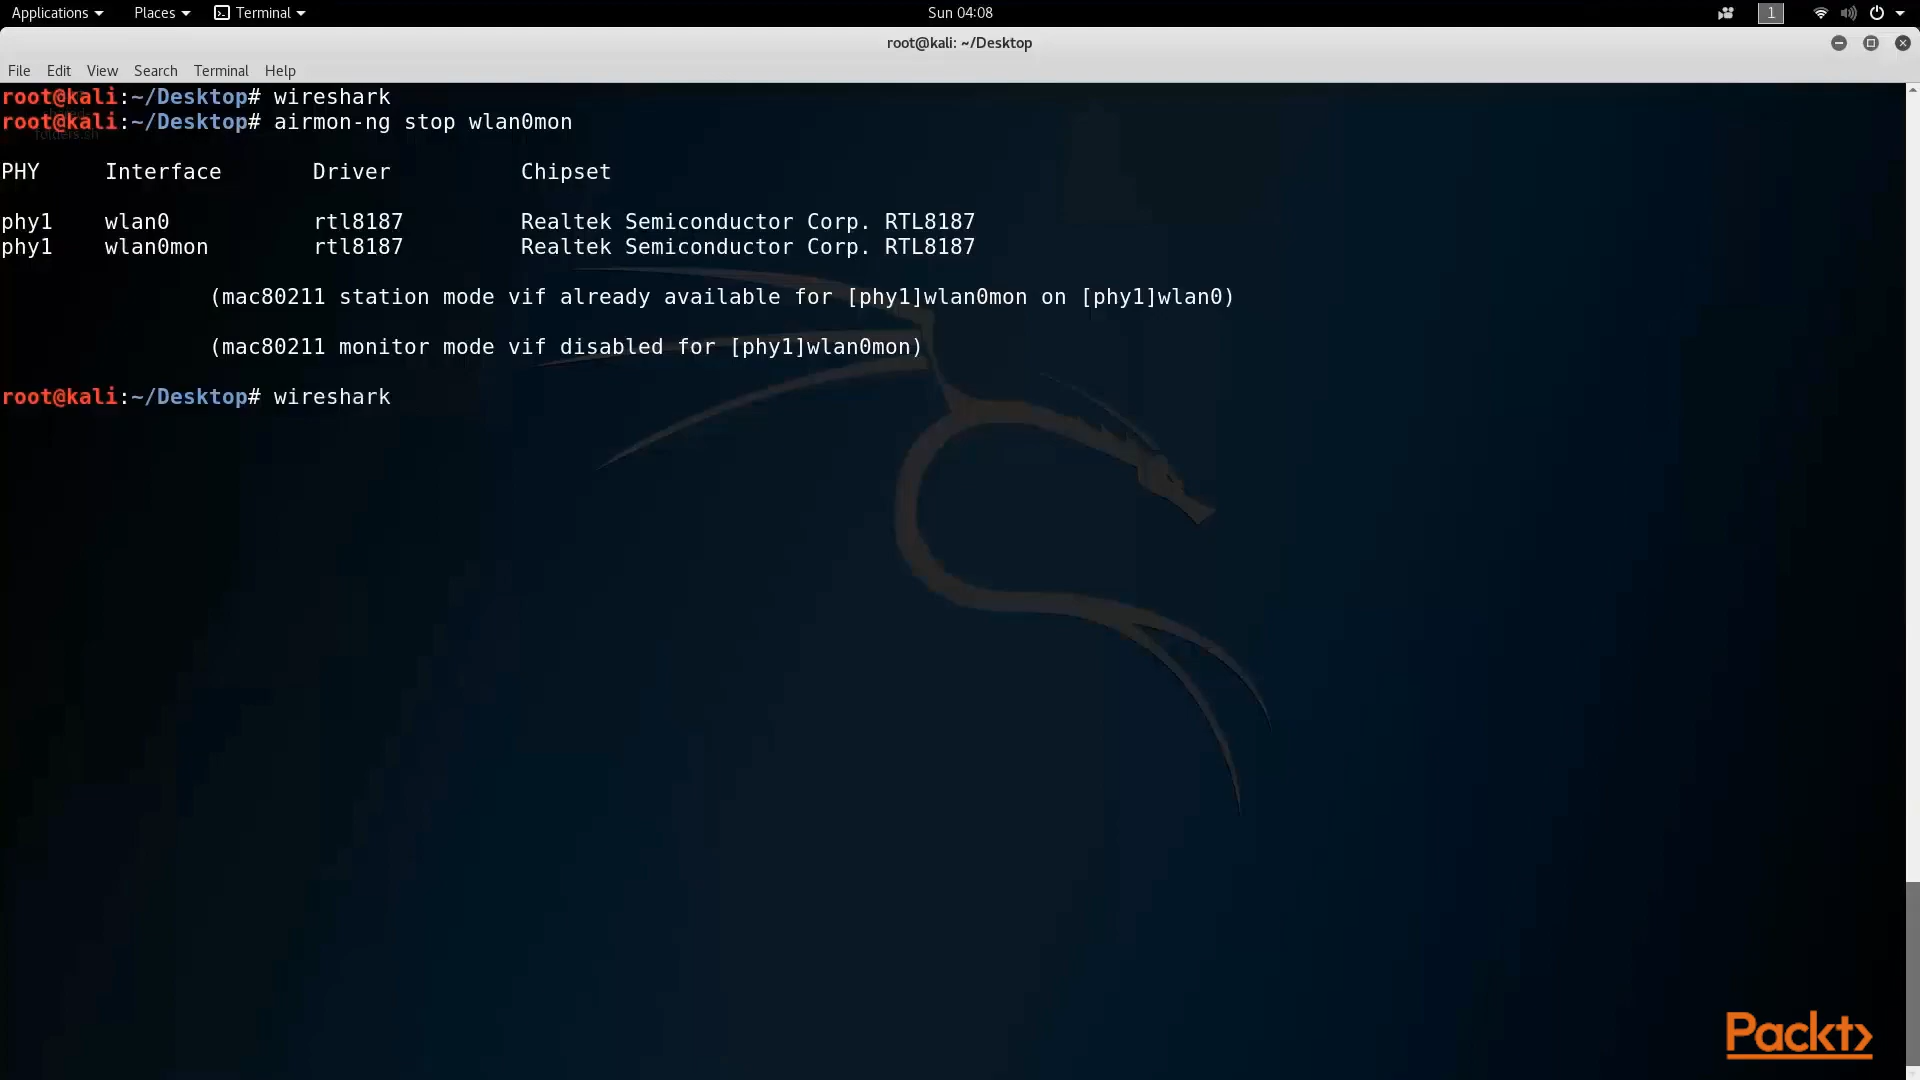 Applications Places Terminal Sun 04:08 1
root@kali: ~/Desktop
File Edit View Search Terminal Help
root@kali:~/Desktop# wireshark
root@kali:~/Desktop# airmon-ng stop wlan0mon
folders.sh
PHY Interface Driver Chipset
phy1 wlan0 rtl8187 Realtek Semiconductor Corp. RTL8187
phy1 wlan0mon rtl8187 Realtek Semiconductor Corp. RTL8187
(mac80211 station mode vif already available for [phy1]wlan0mon on [phy1]wlan0)
(mac80211 monitor mode vif disabled for [phy1]wlan0mon)
root@kali:~/Desktop# wireshark
Packt>